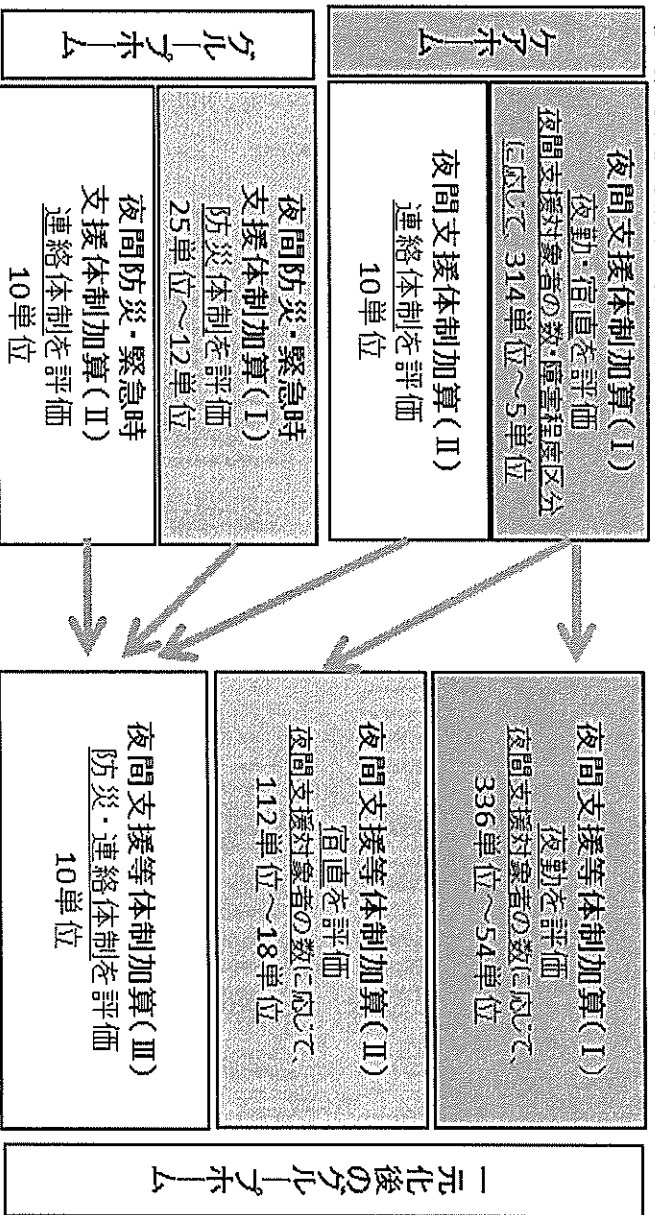 ケアホーム
夜間支援体制加算(Ⅰ)
夜勤・宿直を評価
夜間支援対象者の数・障害程度区分
に応じて、314単位~5単位
夜間支援体制加算(Ⅱ)
連絡体制を評価
10単位
グループホーム
夜間防災・緊急時
支援体制加算(Ⅰ)
防災体制を評価
25単位~12単位
夜間防災・緊急時
支援体制加算(Ⅱ)
連絡体制を評価
10単位
夜間支援等体制加算(Ⅰ)
夜勤を評価
夜間支援対象者の数に応じて、
336単位~54単位
夜間支援等体制加算(Ⅱ)
宿直を評価
夜間支援対象者の数に応じて、
112単位~18単位
夜間支援等体制加算(Ⅲ)
防災・連絡体制を評価
10単位
一元化後のグループホーム